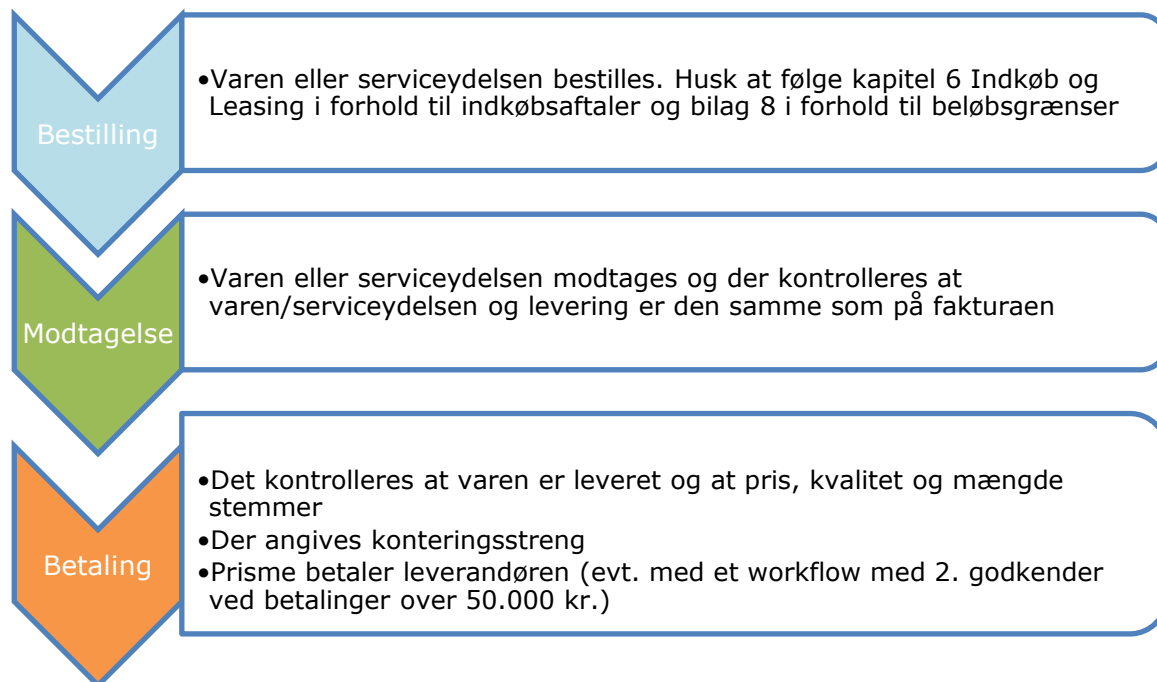 Bestilling
•Varen eller serviceydelsen bestilles. Husk at følge kapitel 6 Indkøb og
Leasing i forhold til indkøbsaftaler og bilag 8 i forhold til beløbsgrænser
Modtagelse
•Varen eller serviceydelsen modtages og der kontrolleres at
varen/serviceydelsen og levering er den samme som på fakturaen
Betaling
•Det kontrolleres at varen er leveret og at pris, kvalitet og mængde
stemmer
•Der angives konteringsstreng
•Prisme betaler leverandøren (evt. med et workflow med 2. godkender
ved betalinger over 50.000 kr.)